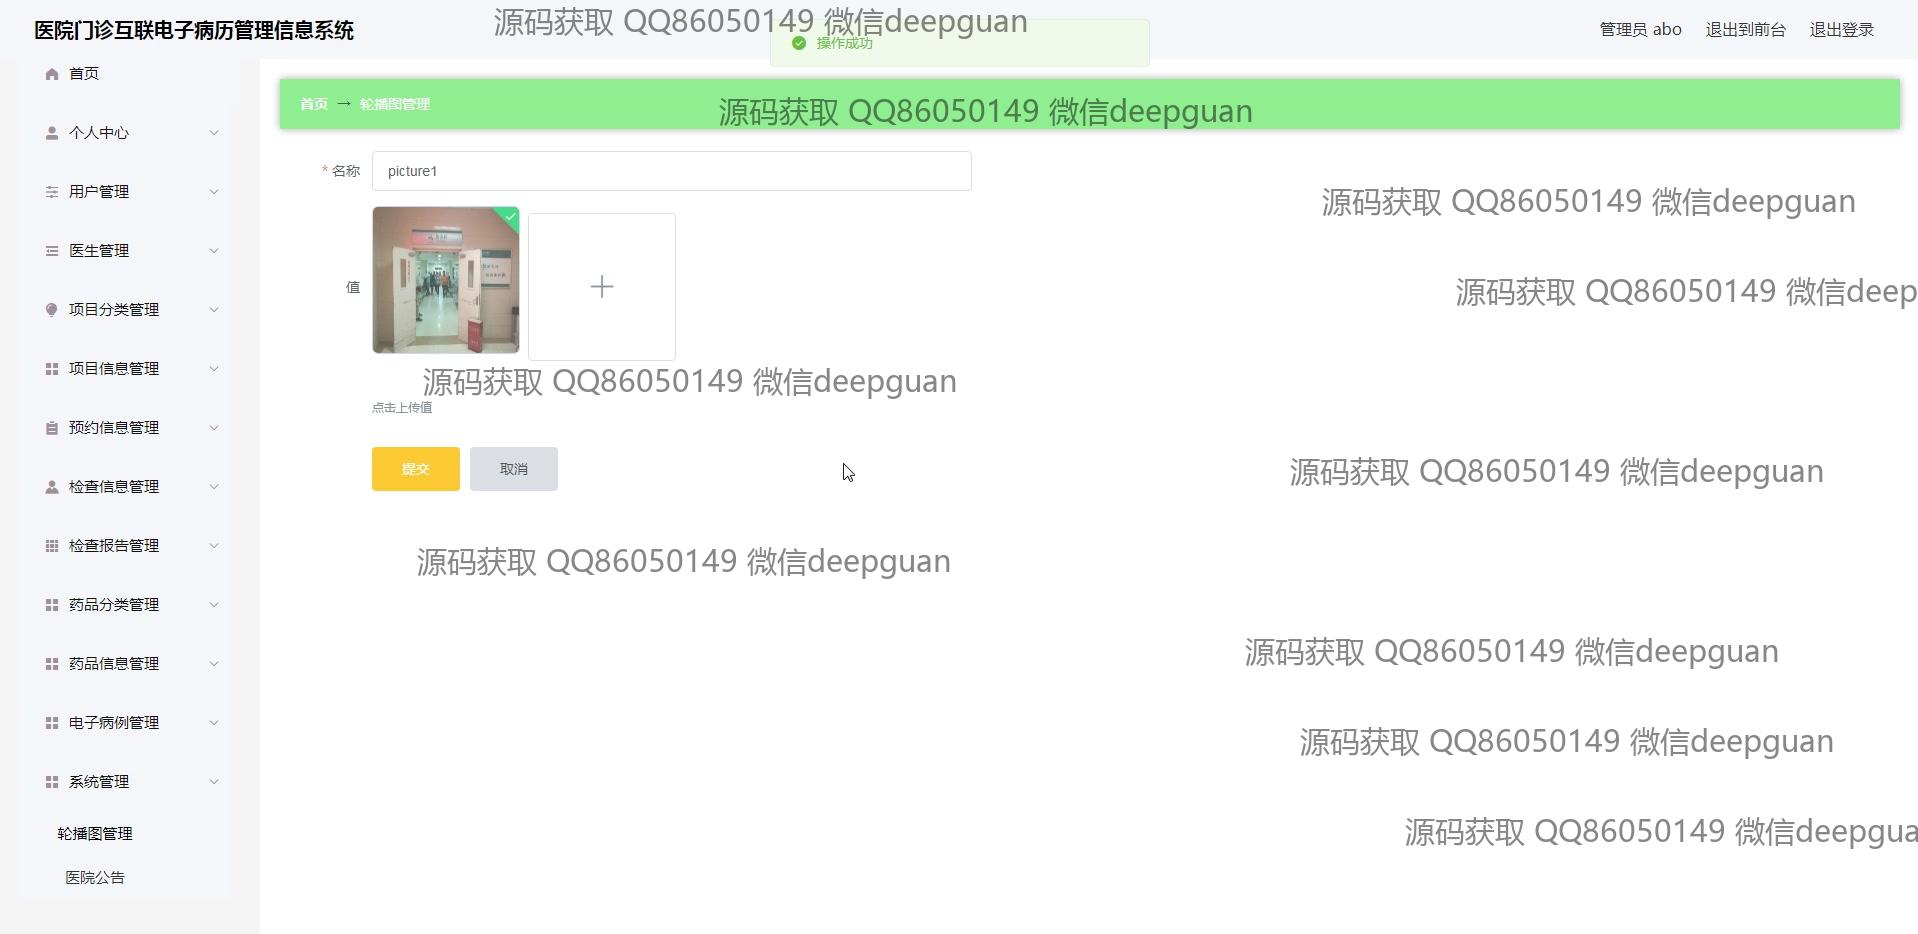 医院门诊互联电子病历管理信息系统
源码获取 QQ86050149 微信deepguan
操作成功
管理员 abo 退出到前台 退出登录
首页
个人中心
用户管理
医生管理
项目分类管理
项目信息管理
预约信息管理
检查信息管理
检查报告管理
药品分类管理
药品信息管理
电子病例管理
系统管理
轮播图管理
医院公告
首页 → 轮播图管理
源码获取 QQ86050149 微信deepguan
* 名称 picture1
源码获取 QQ86050149 微信deepguan
值
源码获取 QQ86050149 微信deep
源码获取 QQ86050149 微信deepguan
点击上传值
提交 取消
源码获取 QQ86050149 微信deepguan
源码获取 QQ86050149 微信deepguan
源码获取 QQ86050149 微信deepguan
源码获取 QQ86050149 微信deepguan
源码获取 QQ86050149 微信deepgua